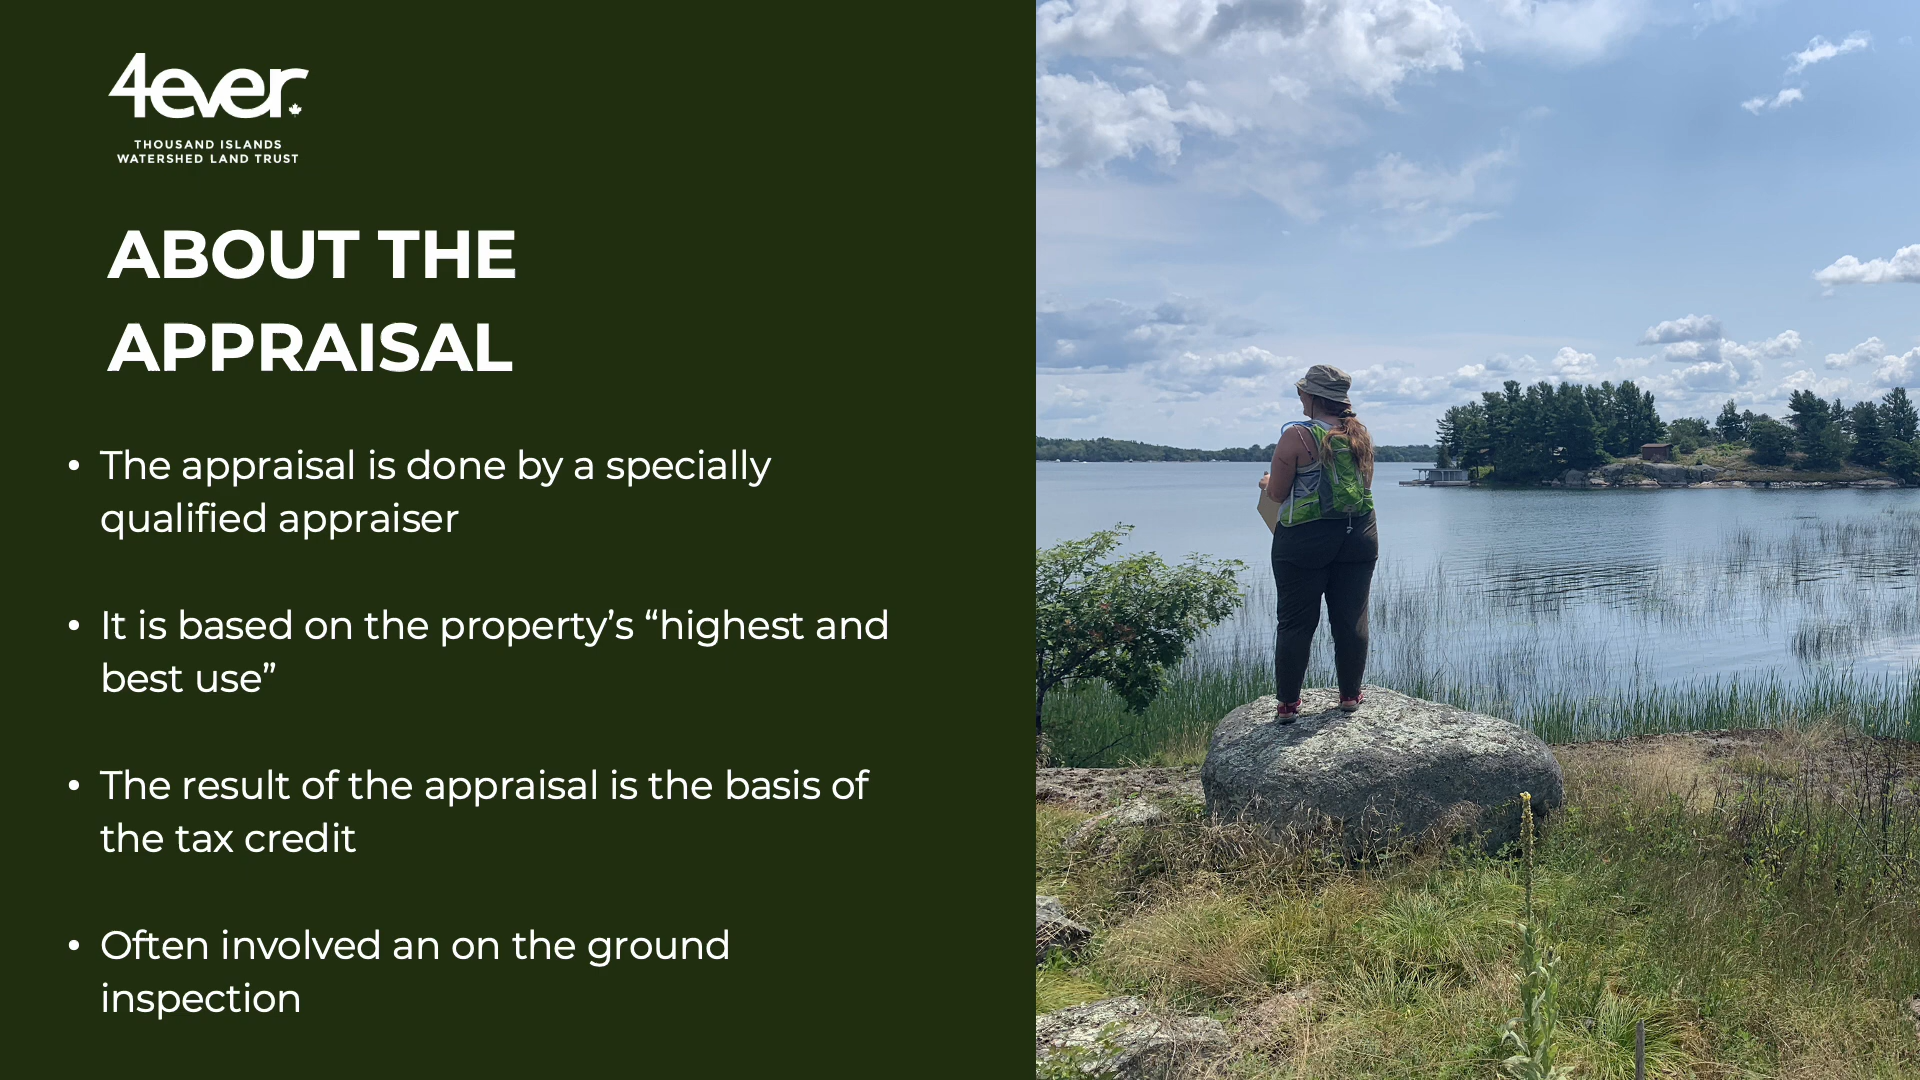 4ever.
THOUSAND ISLANDS
WATERSHED LAND TRUST
ABOUT THE
APPRAISAL
• The appraisal is done by a specially
qualified appraiser
• It is based on the property’s “highest and
best use”
• The result of the appraisal is the basis of
the tax credit
• Often involved an on the ground
inspection